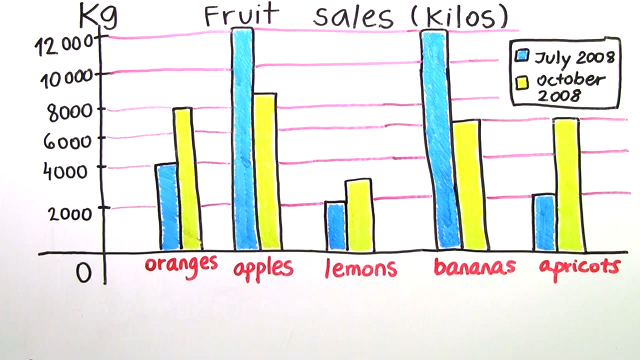 Kg
Fruit sales (Kilos)
12 000
10 000
8000
6000
4000
2000
0
July 2008
October
2008
oranges apples lemons bananas apricots